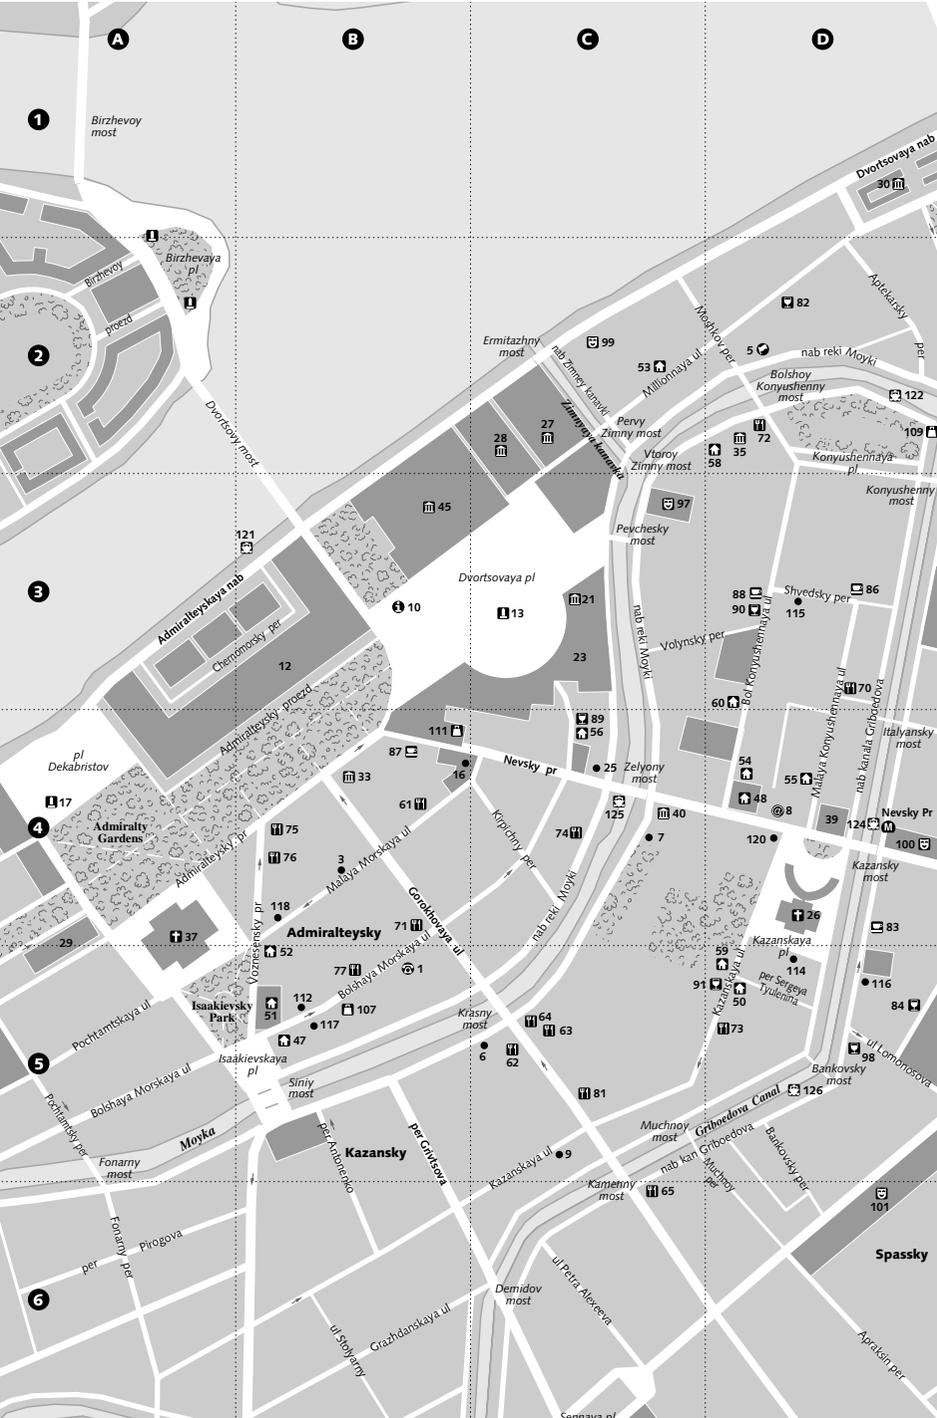 A
B
C
D
1
Birzhevoy
most
Dvortsovaya nab
30
Birzhevaya
pl
Birzhevoy
proezd
2
82
Aptekarsky
per
Moshkov per
Ermitazhny
most
99
5
nab reki Moyki
53
Millionnaya ul
nab Zimney kanavki
Bolshoy
Konyushenny
most
122
Dvortsovy most
Zimnyaya kanavka
27
28
Pervy
Zimny most
72
35
58
109
Vtoroy
Zimny most
Konyushennaya
pl
Konyushenny
most
45
97
Pevchesky
most
121
3
Dvortsovaya pl
Admiralteyskaya nab
10
13
21
88
90
Shvedsky per
115
86
Chernomorsky per
12
23
nab reki Moyki
Volynsky per
Bol Konyushennaya ul
70
60
Malaya Konyushennaya ul
nab kanala Griboedova
Admiralteysky proezd
111
89
56
Italyansky
most
pl
Dekabristov
87
33
16
Nevsky pr
25
Zelyony
most
54
55
48
17
61
125
40
8
39
124
Nevsky Pr
M
100
4
Admiralty
Gardens
75
Kirpichny per
74
7
120
Kazansky
most
Admiralteysky pr
76
3
Malaya Morskaya ul
Gorokhovaya ul
nab reki Moyki
118
71
26
83
37
Admiralteysky
Voznesensky pr
29
52
Kazanskaya
pl
59
114
77
1
Bolshaya Morskaya ul
Kazanskaya ul
per Sergeya
Tyulenina
116
91
50
84
Isaakievsky
Park
51
112
107
117
Krasny
most
64
63
73
Pochtamtskaya ul
47
6
62
98
ul Lomonosova
5
Isaakievskaya
pl
Bankovsky
most
Bolshaya Morskaya ul
Siniy
most
81
126
Griboedova Canal
Pochtamtsky per
Moyka
per Antonenko
Kazansky
per Grivtsova
Muchnoy
most
nab kan Griboedova
Bankovsky per
Muchnoy
per
Fonarny
most
Kazanskaya ul
9
Kamenny
most
65
101
Fonarny per
per
Pirogova
Spassky
6
Demidov
most
ul Petra Alexeeva
ul Stolyarny
Grazhdanskaya ul
Apraksin per
Sennaya pl